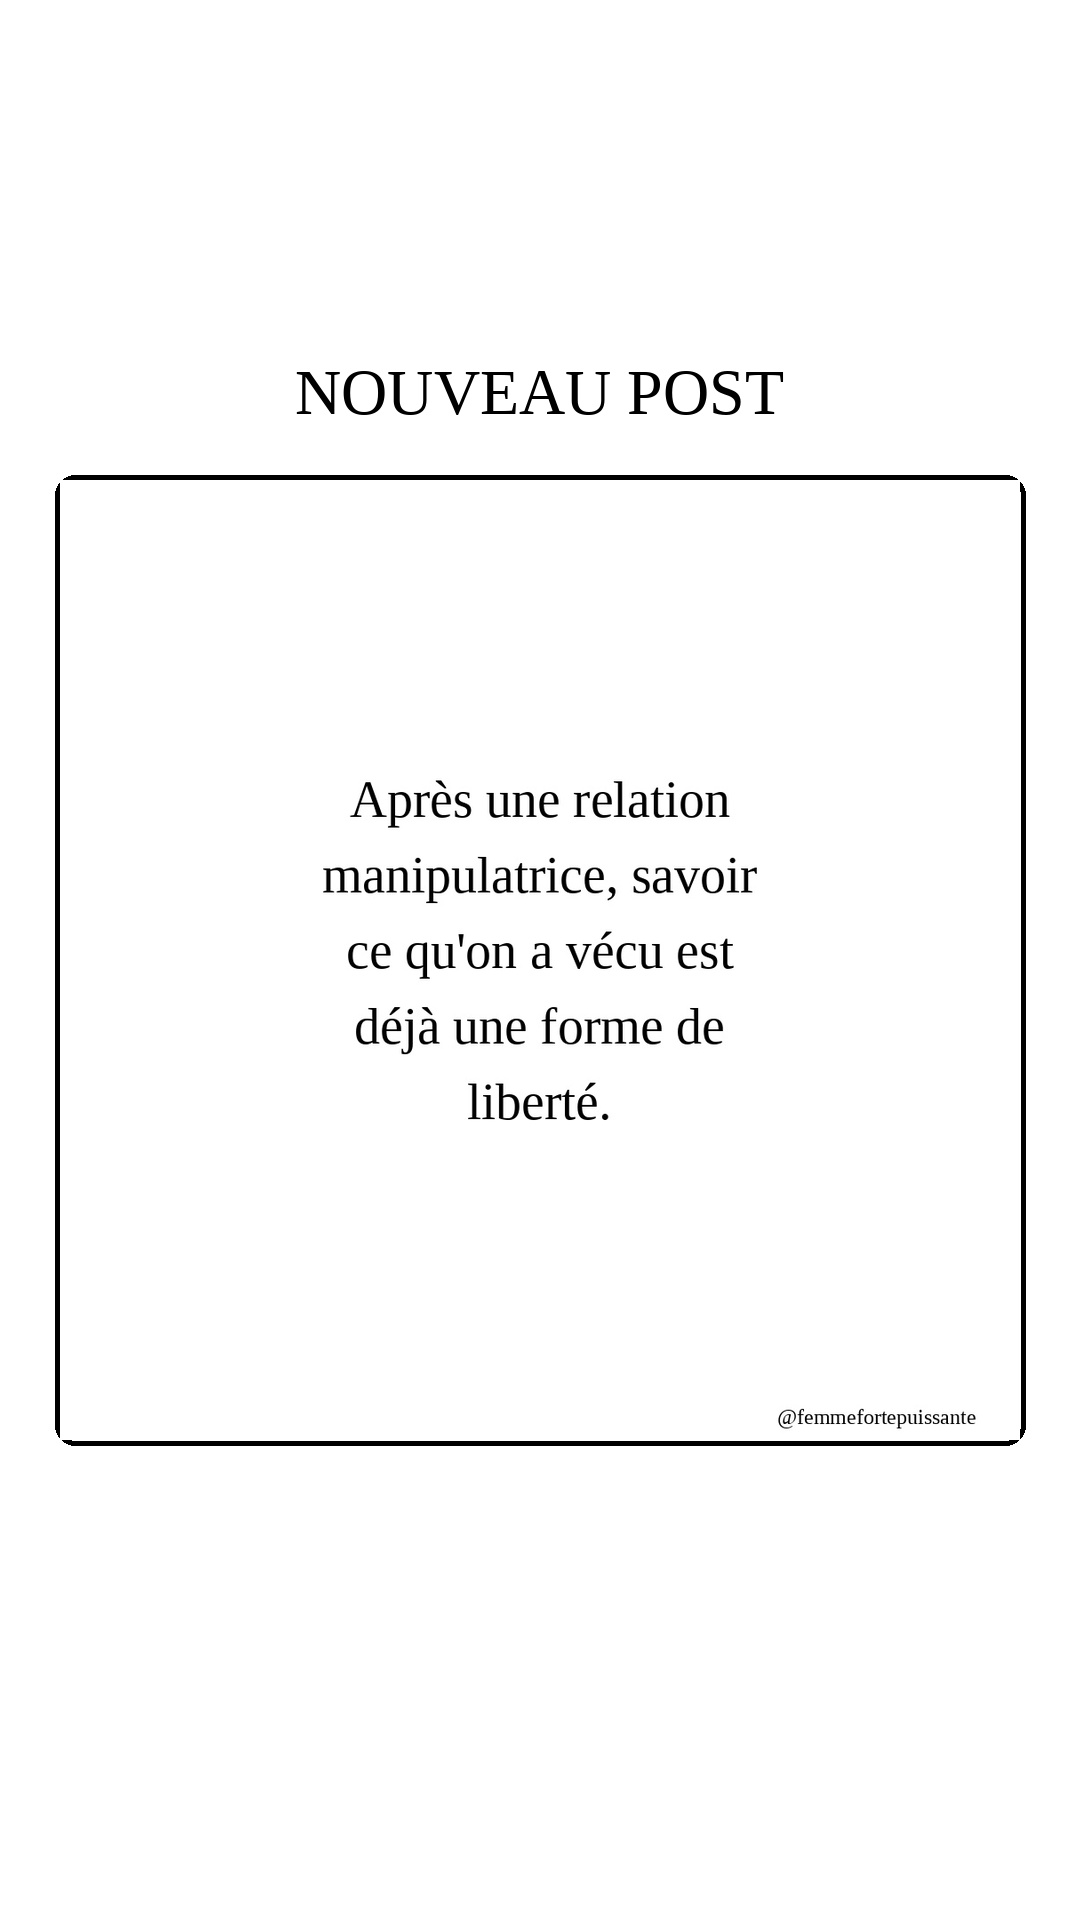 NOUVEAU POST
Après une relation
manipulatrice, savoir
ce qu'on a vécu est
déjà une forme de
liberté.
@femmefortepuissante